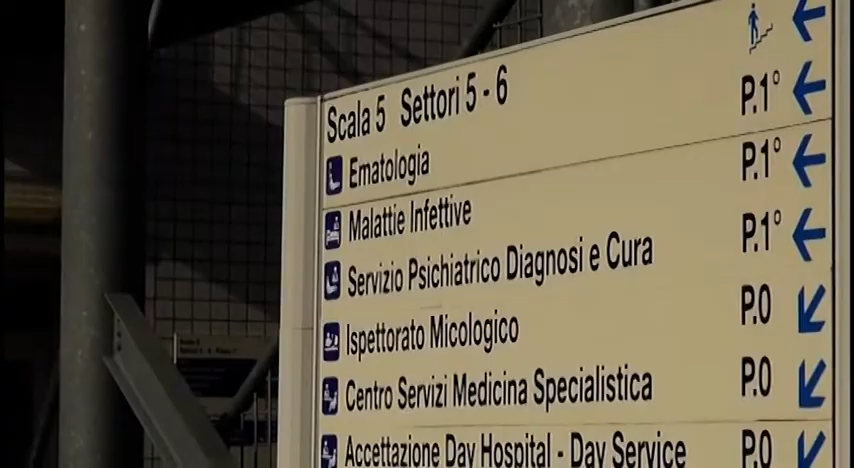 Scala 5 Settori 5 - 6
Ematologia P.1°
Malattie Infettive P.1°
Servizio Psichiatrico Diagnosi e Cura P.1°
Ispettorato Micologico P.0
Centro Servizi Medicina Specialistica P.0
Accettazione Day Hospital - Day Service P.0